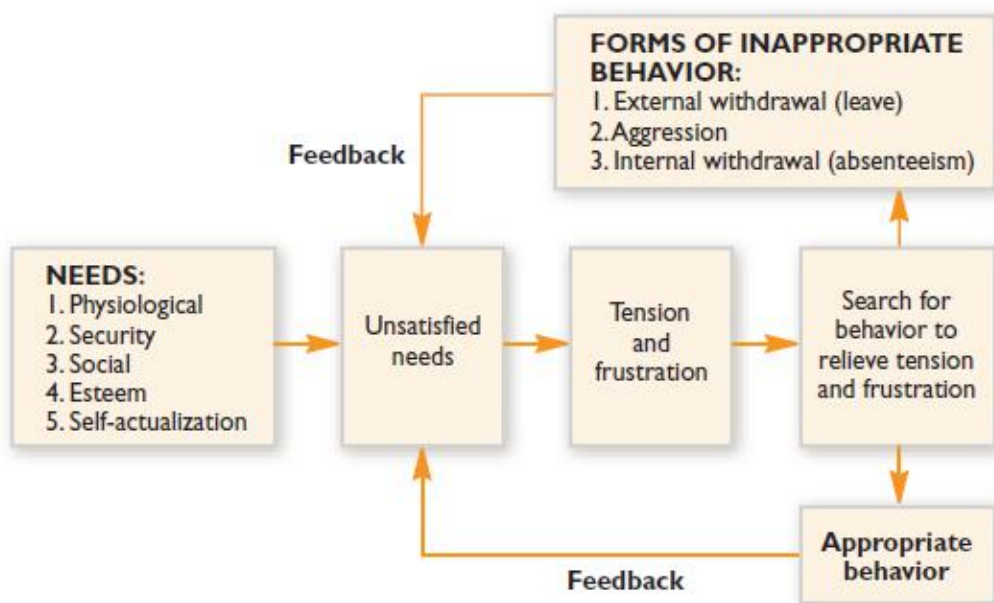 FORMS OF INAPPROPRIATE
BEHAVIOR:
1. External withdrawal (leave)
2. Aggression
3. Internal withdrawal (absenteeism)
Feedback
NEEDS:
1. Physiological
2. Security
3. Social
4. Esteem
5. Self-actualization
Unsatisfied
needs
Tension
and
frustration
Search for
behavior to
relieve tension
and frustration
Appropriate
behavior
Feedback